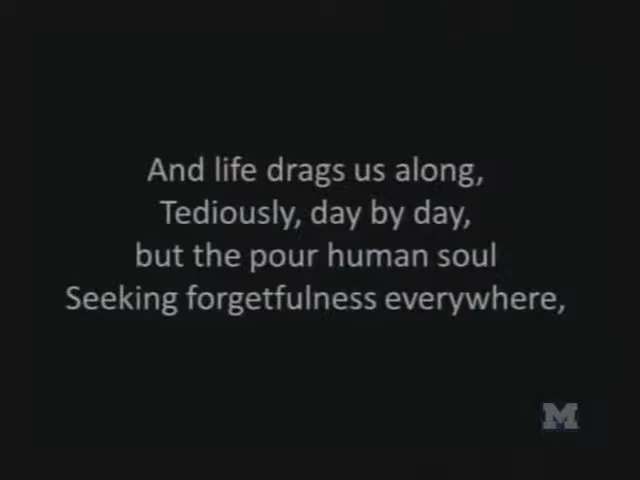 And life drags us along,
Tediously, day by day,
but the pour human soul
Seeking forgetfulness everywhere,
M